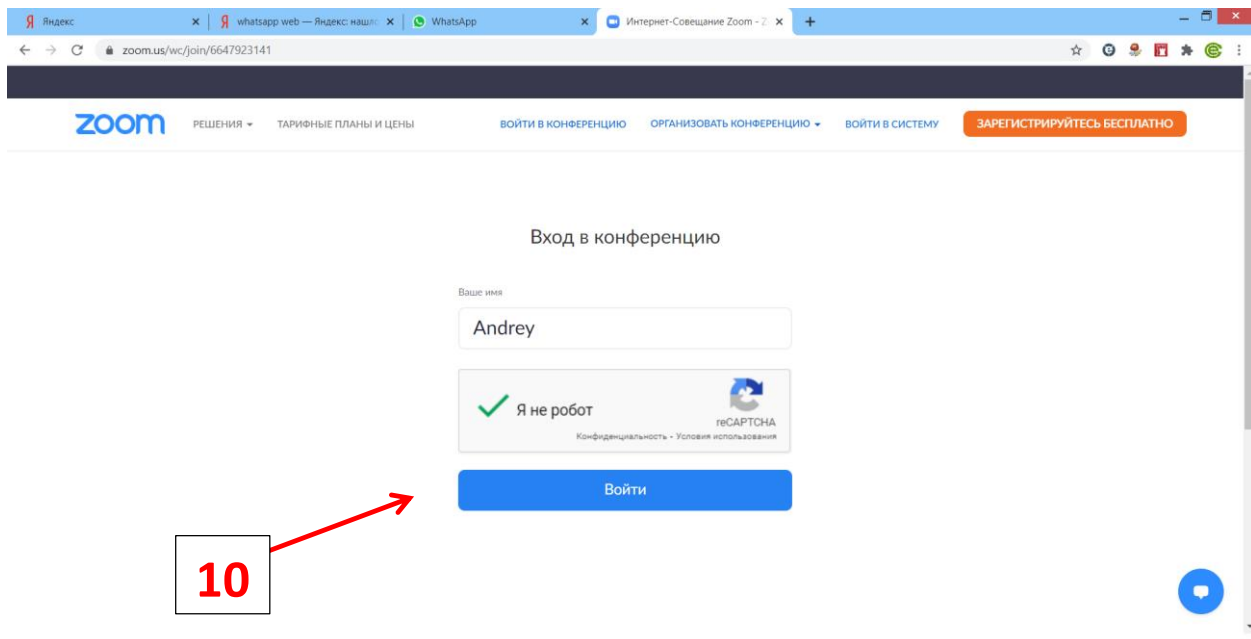 Яндекс
whatsapp web — Яндекс: нашло
WhatsApp
Интернет-Совещание Zoom - Z
zoom.us/wc/join/6647923141
zoom РЕШЕНИЯ ТАРИФНЫЕ ПЛАНЫ И ЦЕНЫ ВОЙТИ В КОНФЕРЕНЦИЮ ОРГАНИЗОВАТЬ КОНФЕРЕНЦИЮ ВОЙТИ В СИСТЕМУ ЗАРЕГИСТРИРУЙТЕСЬ БЕСПЛАТНО
Вход в конференцию
Ваше имя
Andrey
Я не робот
reCAPTCHA
Конфиденциальность - Условия использования
Войти
10